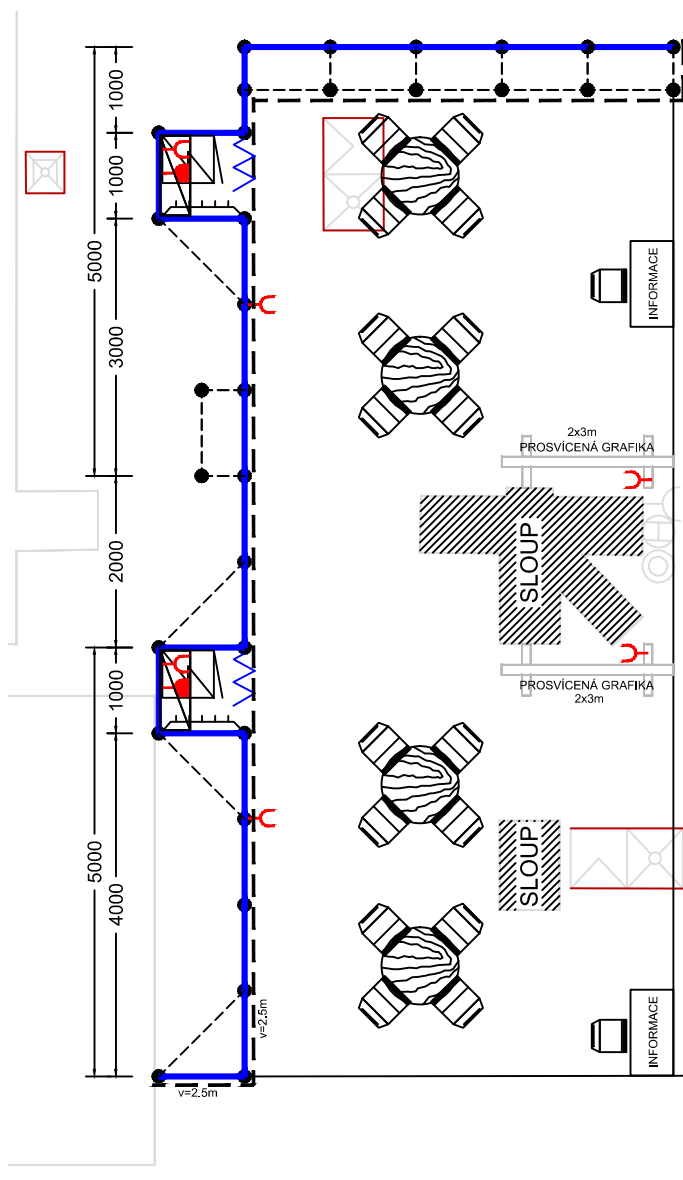 1000
1000
5000
3000
INFORMACE
2x3m
PROSVÍCENÁ GRAFIKA
SLOUP
2000
1000
PROSVÍCENÁ GRAFIKA
2x3m
5000
4000
SLOUP
v=2.5m
INFORMACE
v=2.5m